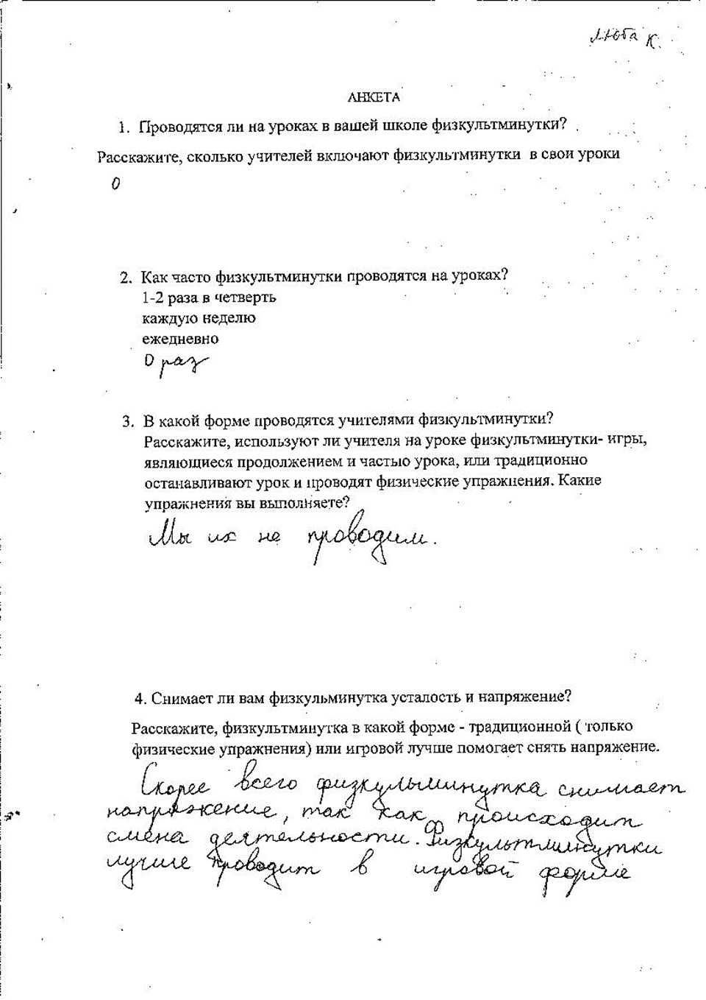 Люба К.
АНКЕТА
1. Проводятся ли на уроках в вашей школе физкультминутки?
Расскажите, сколько учителей включают физкультминутки в свои уроки
0
2. Как часто физкультминутки проводятся на уроках?
1-2 раза в четверть
каждую неделю
ежедневно
0 раз
3. В какой форме проводятся учителями физкультминутки?
Расскажите, используют ли учителя на уроке физкультминутки- игры,
являющиеся продолжением и частью урока, или традиционно
останавливают урок и проводят физические упражнения. Какие
упражнения вы выполняете?
Мы их не проводим.
4. Снимает ли вам физкульминутка усталость и напряжение?
Расскажите, физкультминутка в какой форме - традиционной ( только
физические упражнения) или игровой лучше помогает снять напряжение.
Скорее всего физкульминутка снимает
напряжение, так как происходит
смена деятельности. Физкультминутки
лучше проводит в игровой форме